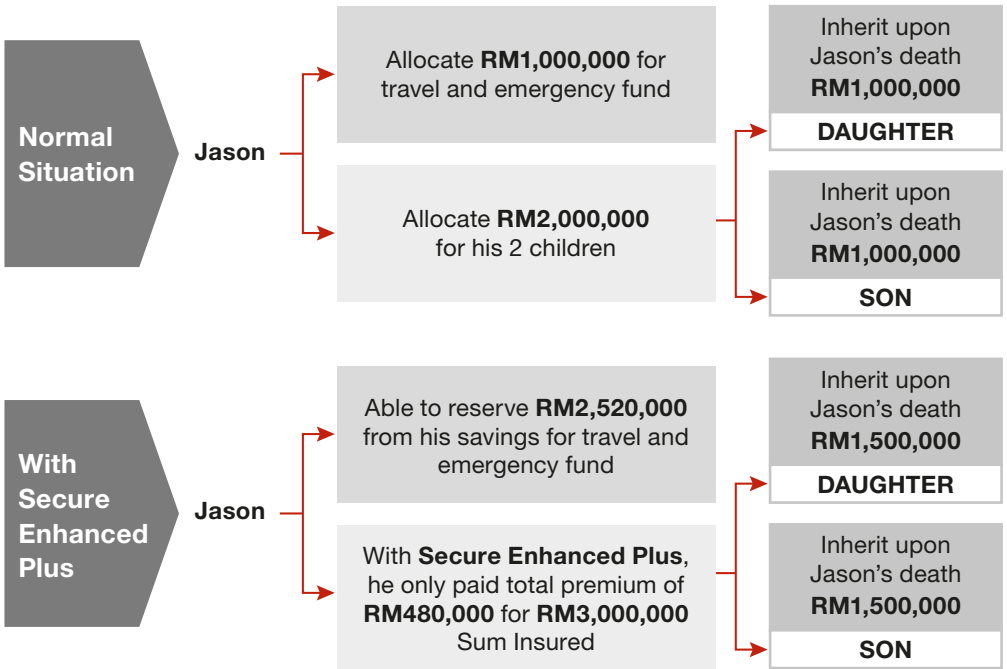 Normal
Situation
Jason
Allocate RM1,000,000 for
travel and emergency fund
Allocate RM2,000,000
for his 2 children
Inherit upon
Jason’s death
RM1,000,000
DAUGHTER
Inherit upon
Jason’s death
RM1,000,000
SON
With
Secure
Enhanced
Plus
Jason
Able to reserve RM2,520,000
from his savings for travel and
emergency fund
With Secure Enhanced Plus,
he only paid total premium of
RM480,000 for RM3,000,000
Sum Insured
Inherit upon
Jason’s death
RM1,500,000
DAUGHTER
Inherit upon
Jason’s death
RM1,500,000
SON